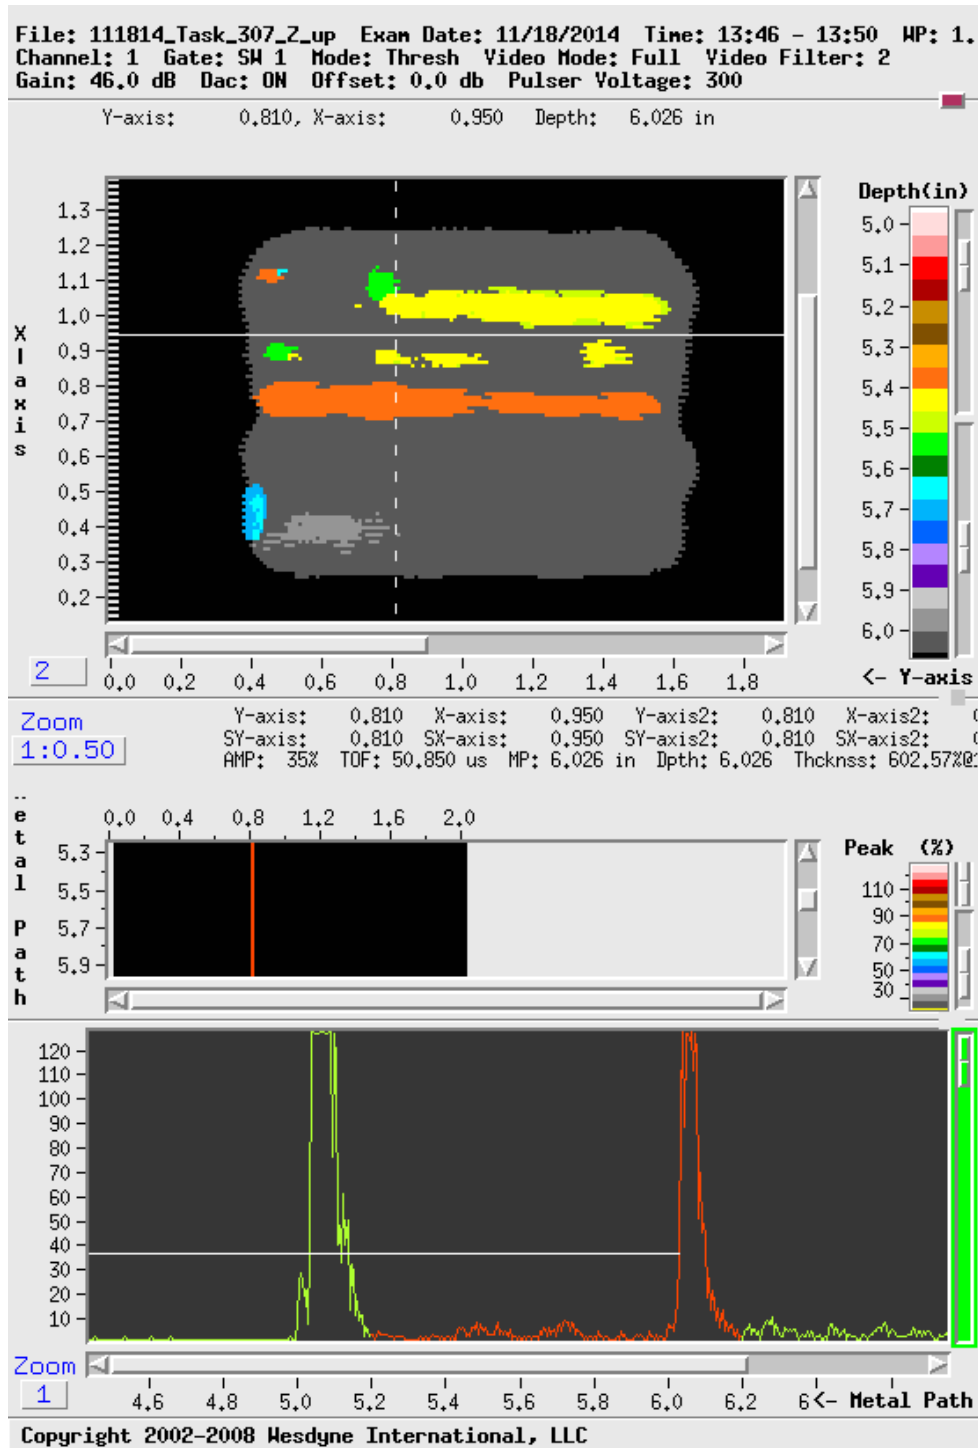 File: 111814_Task_307_Z_up Exam Date: 11/18/2014 Time: 13:46 - 13:50 WP: 1.
Channel: 1 Gate: SW 1 Mode: Thresh Video Mode: Full Video Filter: 2
Gain: 46.0 dB Dac: ON Offset: 0.0 db Pulser Voltage: 300
Y-axis: 0.810, X-axis: 0.950 Depth: 6.026 in
Depth(in)
X axis
1.3
1.2
1.1
1.0
0.9
0.8
0.7
0.6
0.5
0.4
0.3
0.2
5.0
5.1
5.2
5.3
5.4
5.5
5.6
5.7
5.8
5.9
6.0
2
0.0 0.2 0.4 0.6 0.8 1.0 1.2 1.4 1.6 1.8
<- Y-axis
Zoom
1:0.50
Y-axis: 0.810 X-axis: 0.950 Y-axis2: 0.810 X-axis2:
SY-axis: 0.810 SX-axis: 0.950 SY-axis2: 0.810 SX-axis2:
AMP: 35% TOF: 50.850 us MP: 6.026 in Dpth: 6.026 Thcknss: 602.57%@
etal Path
0.0 0.4 0.8 1.2 1.6 2.0
5.3
5.5
5.7
5.9
Peak (%)
110
90
70
50
30
120
110
100
90
80
70
60
50
40
30
20
10
Zoom
1
4.6 4.8 5.0 5.2 5.4 5.6 5.8 6.0 6.2 6
<- Metal Path
Copyright 2002-2008 Wesdyne International, LLC